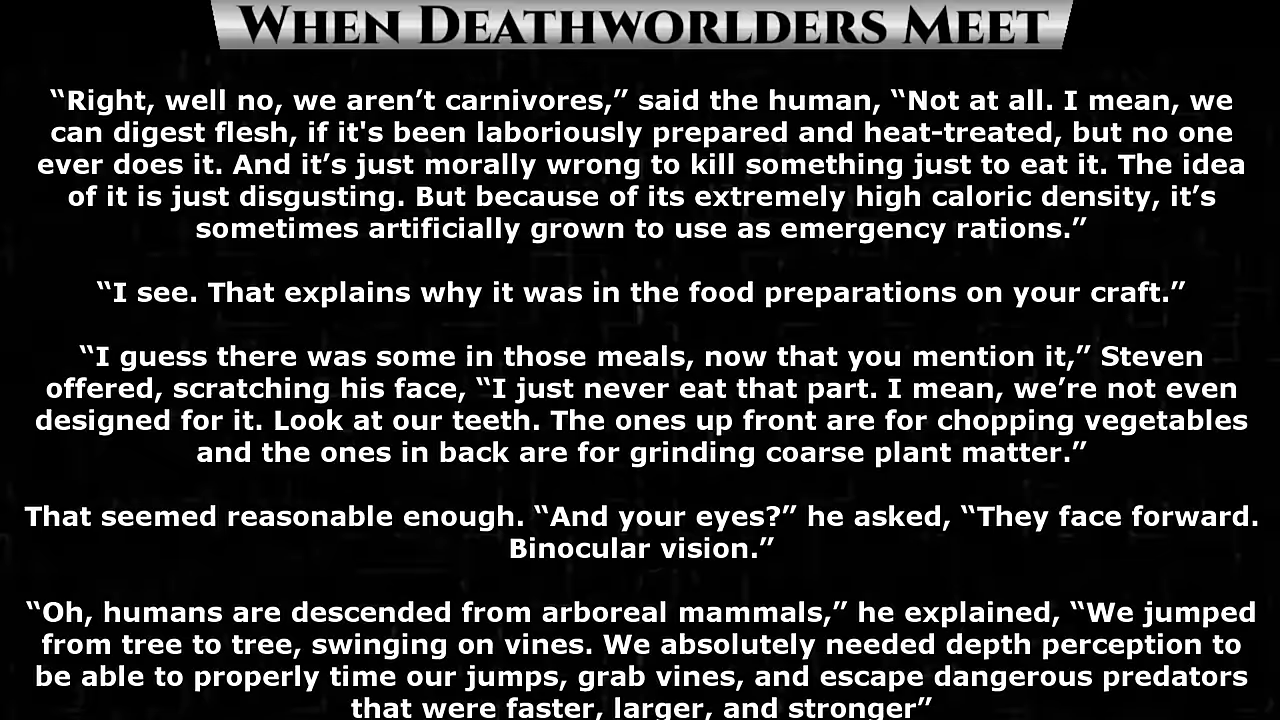 WHEN DEATHWORLDERS MEET
“Right, well no, we aren’t carnivores,” said the human, “Not at all. I mean, we
can digest flesh, if it's been laboriously prepared and heat-treated, but no one
ever does it. And it’s just morally wrong to kill something just to eat it. The idea
of it is just disgusting. But because of its extremely high caloric density, it’s
sometimes artificially grown to use as emergency rations.”
“I see. That explains why it was in the food preparations on your craft.”
“I guess there was some in those meals, now that you mention it,” Steven
offered, scratching his face, “I just never eat that part. I mean, we’re not even
designed for it. Look at our teeth. The ones up front are for chopping vegetables
and the ones in back are for grinding coarse plant matter.”
That seemed reasonable enough. “And your eyes?” he asked, “They face forward.
Binocular vision.”
“Oh, humans are descended from arboreal mammals,” he explained, “We jumped
from tree to tree, swinging on vines. We absolutely needed depth perception to
be able to properly time our jumps, grab vines, and escape dangerous predators
that were faster, larger, and stronger”